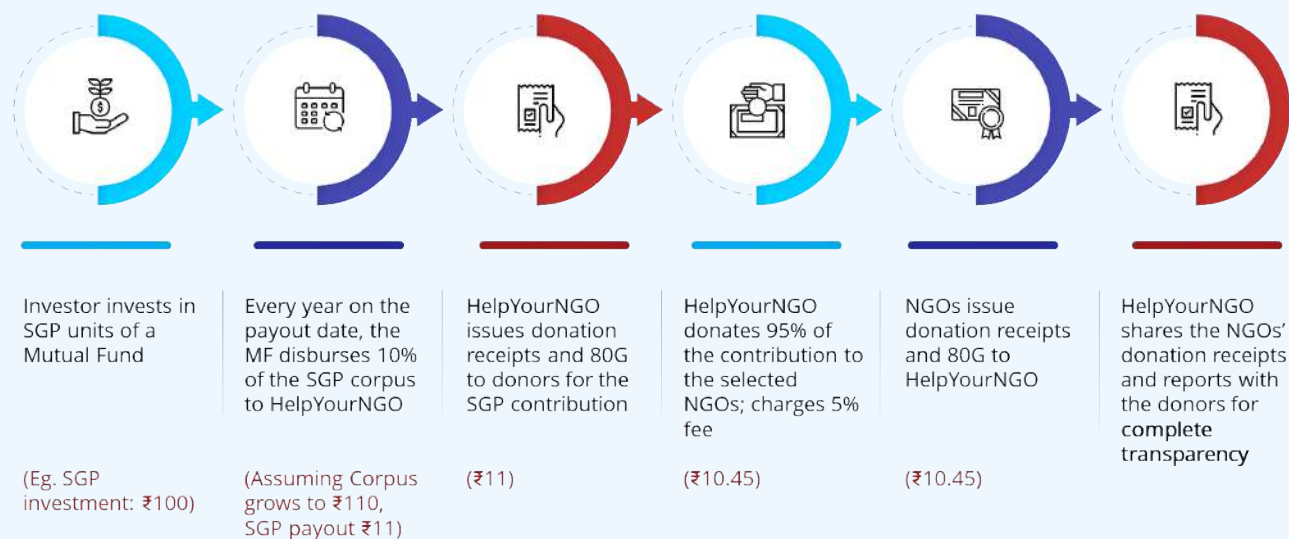 Investor invests in
SGP units of a
Mutual Fund
(Eg. SGP
investment: ₹100)
Every year on the
payout date, the
MF disburses 10%
of the SGP corpus
to HelpYourNGO
(Assuming Corpus
grows to ₹110,
SGP payout ₹11)
HelpYourNGO
issues donation
receipts and 80G
to donors for the
SGP contribution
(₹11)
HelpYourNGO
donates 95% of
the contribution to
the selected
NGOs; charges 5%
fee
(₹10.45)
NGOs issue
donation receipts
and 80G to
HelpYourNGO
(₹10.45)
HelpYourNGO
shares the NGOs’
donation receipts
and reports with
the donors for
complete
transparency